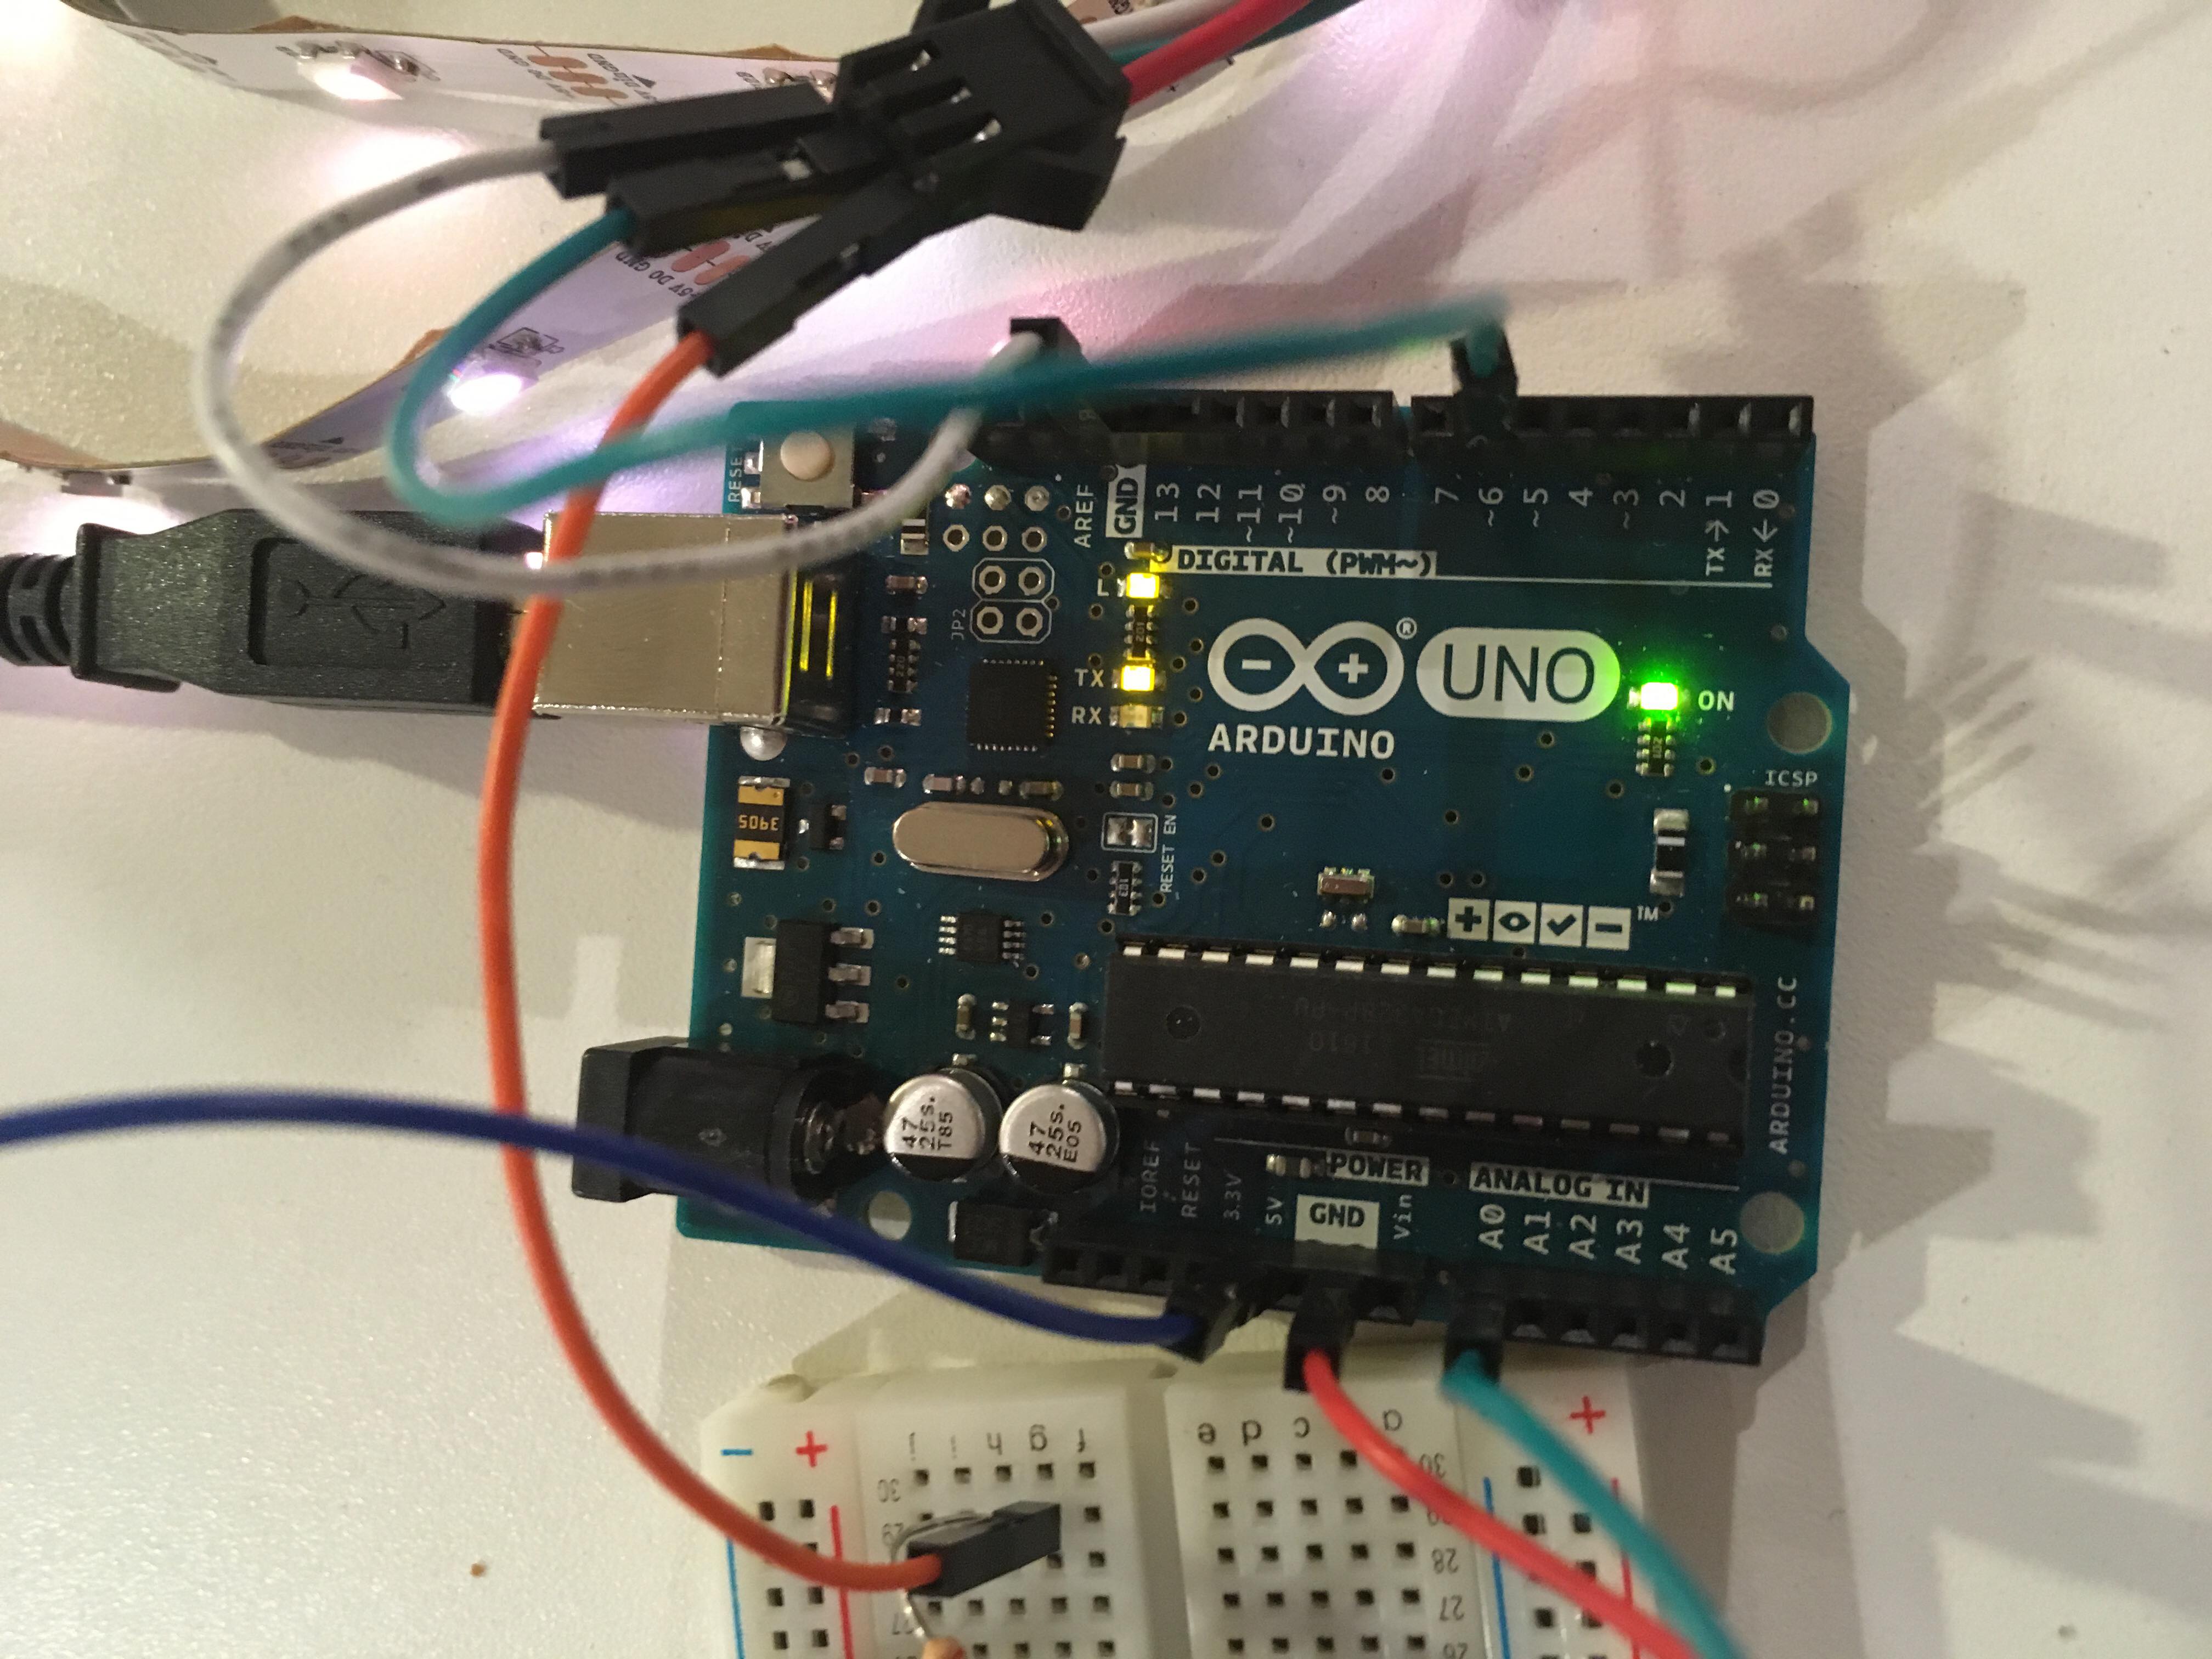 RESET
AREF
GND
13
12
~11
~10
~9
8
7
~6
~5
4
~3
2
TX→1
RX←0
DIGITAL (PWM~)
L
TX
RX
JP2
ARDUINO
UNO
®
ON
ICSP
3905
RESET EN
TM
ARDUINO.CC
47
25s.
T85
47
25s.
E05
IOREF
RESET
3.3V
5V
GND
Vin
POWER
ANALOG IN
A0
A1
A2
A3
A4
A5
- + j i h g f
e d c a
+
30
30
29
28
27
27
26